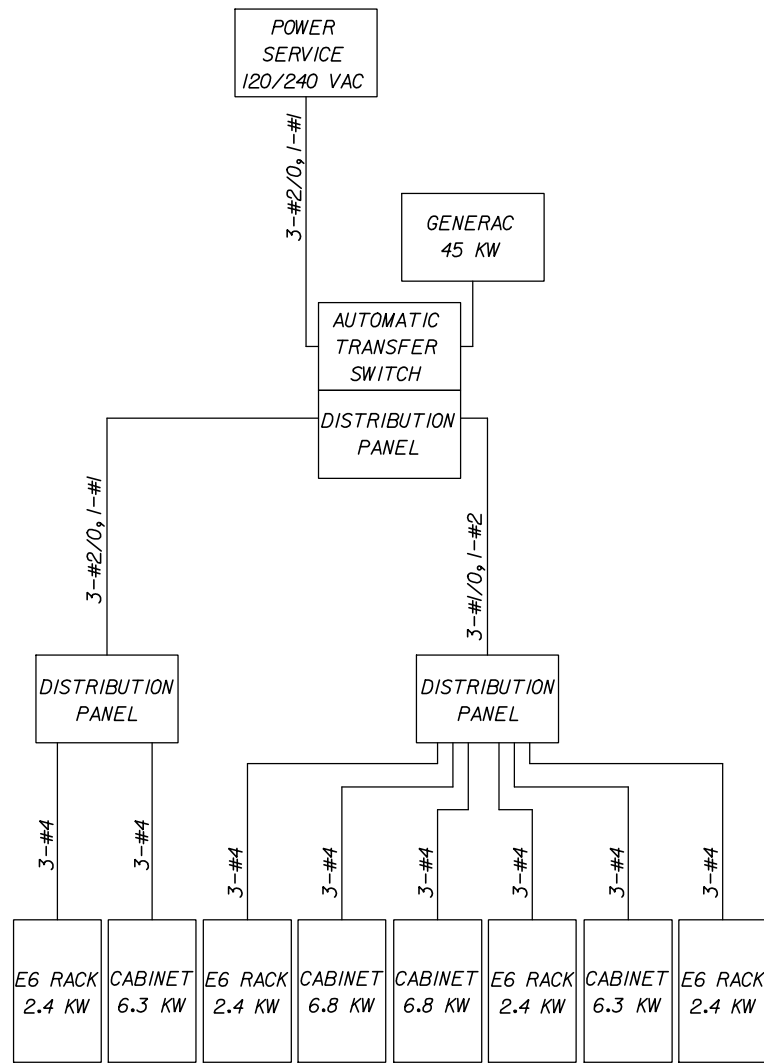 POWER
SERVICE
120/240 VAC
3-#2/0, 1-#1
GENERAC
45 KW
AUTOMATIC
TRANSFER
SWITCH
DISTRIBUTION
PANEL
3-#2/0, 1-#1
3-#1/0, 1-#2
DISTRIBUTION
PANEL
DISTRIBUTION
PANEL
3-#4
3-#4
3-#4
3-#4
3-#4
3-#4
3-#4
3-#4
E6 RACK
2.4 KW
CABINET
6.3 KW
E6 RACK
2.4 KW
CABINET
6.8 KW
CABINET
6.8 KW
E6 RACK
2.4 KW
CABINET
6.3 KW
E6 RACK
2.4 KW